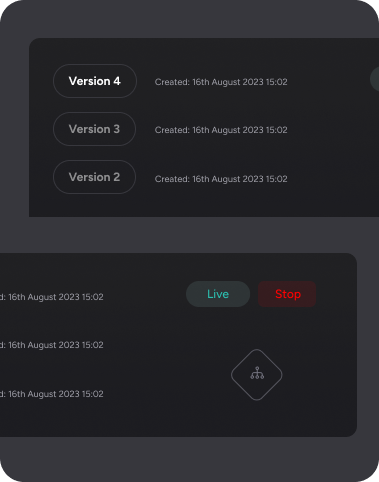 Version 4 Created: 16th August 2023 15:02
Version 3 Created: 16th August 2023 15:02
Version 2 Created: 16th August 2023 15:02
d: 16th August 2023 15:02 Live Stop
d: 16th August 2023 15:02
d: 16th August 2023 15:02